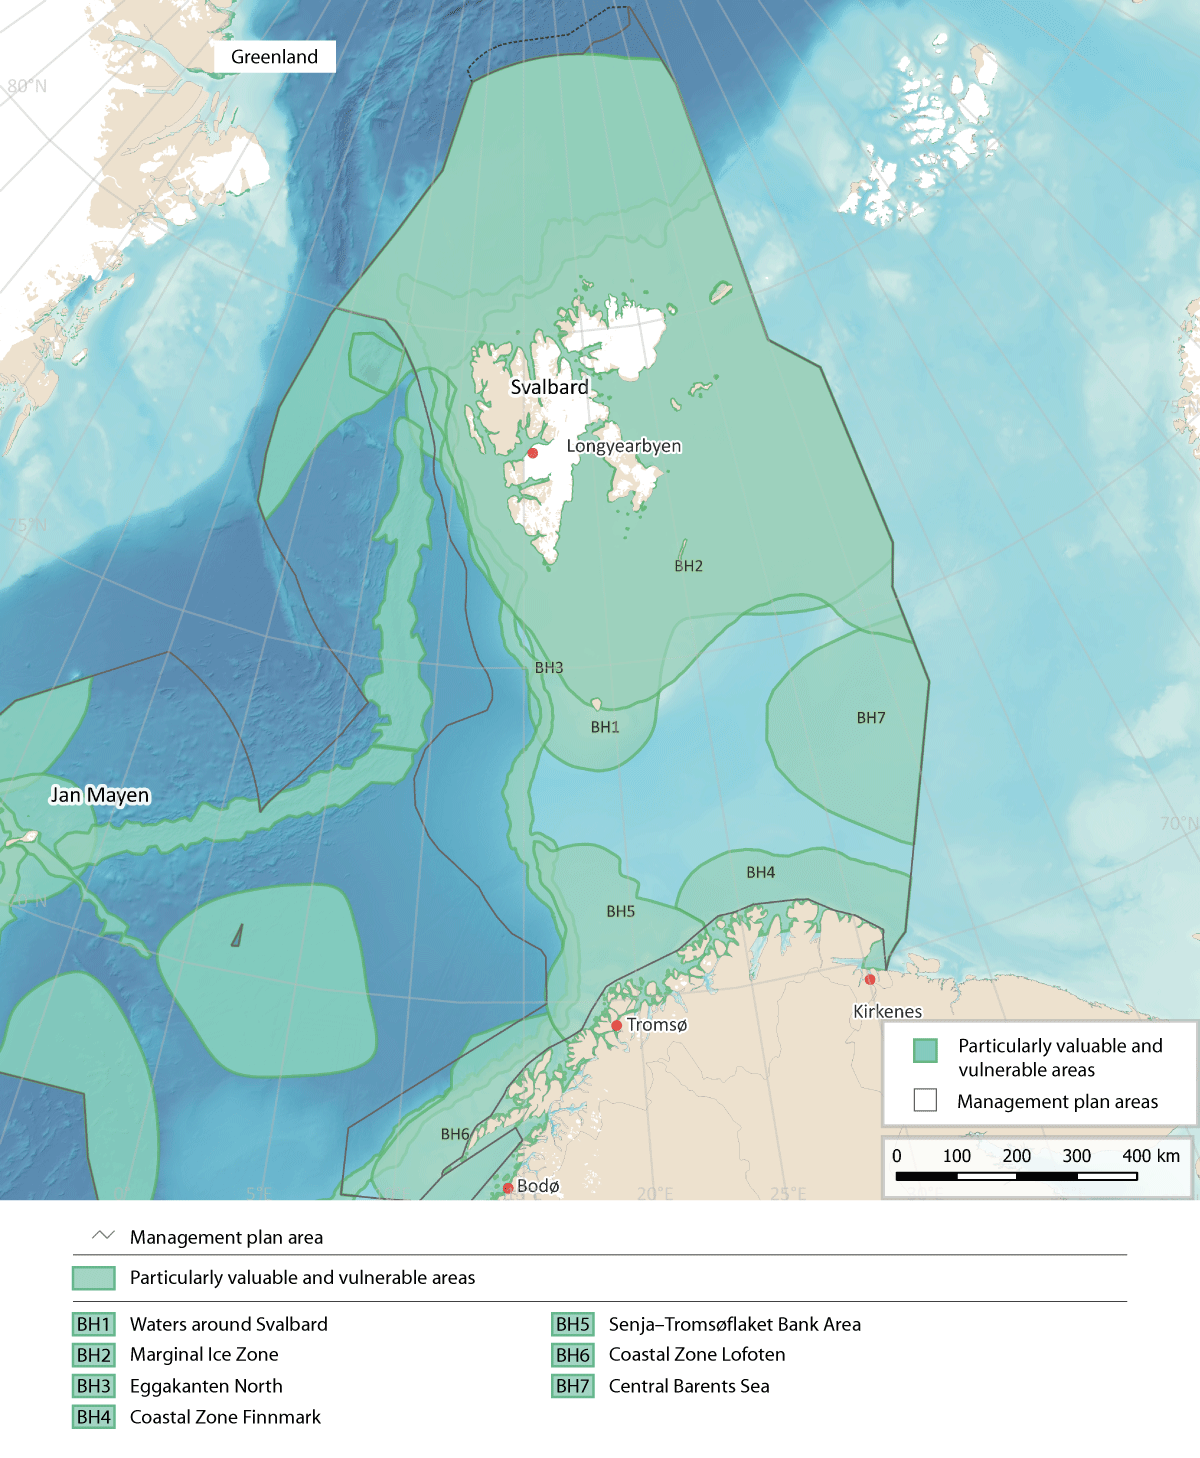 Greenland
80°N
Svalbard
Longyearbyen
75°N
75°N
BH2
BH3
BH1
BH7
Jan Mayen
70°N
BH4
70°N
BH5
Kirkenes
Tromsø
Particularly valuable and
vulnerable areas
Management plan areas
BH6
0 100 200 300 400 km
Bodø
5°E
20°E
25°E
Management plan area
Particularly valuable and vulnerable areas
BH1 Waters around Svalbard
BH2 Marginal Ice Zone
BH3 Eggakanten North
BH4 Coastal Zone Finnmark
BH5 Senja–Tromsøflaket Bank Area
BH6 Coastal Zone Lofoten
BH7 Central Barents Sea